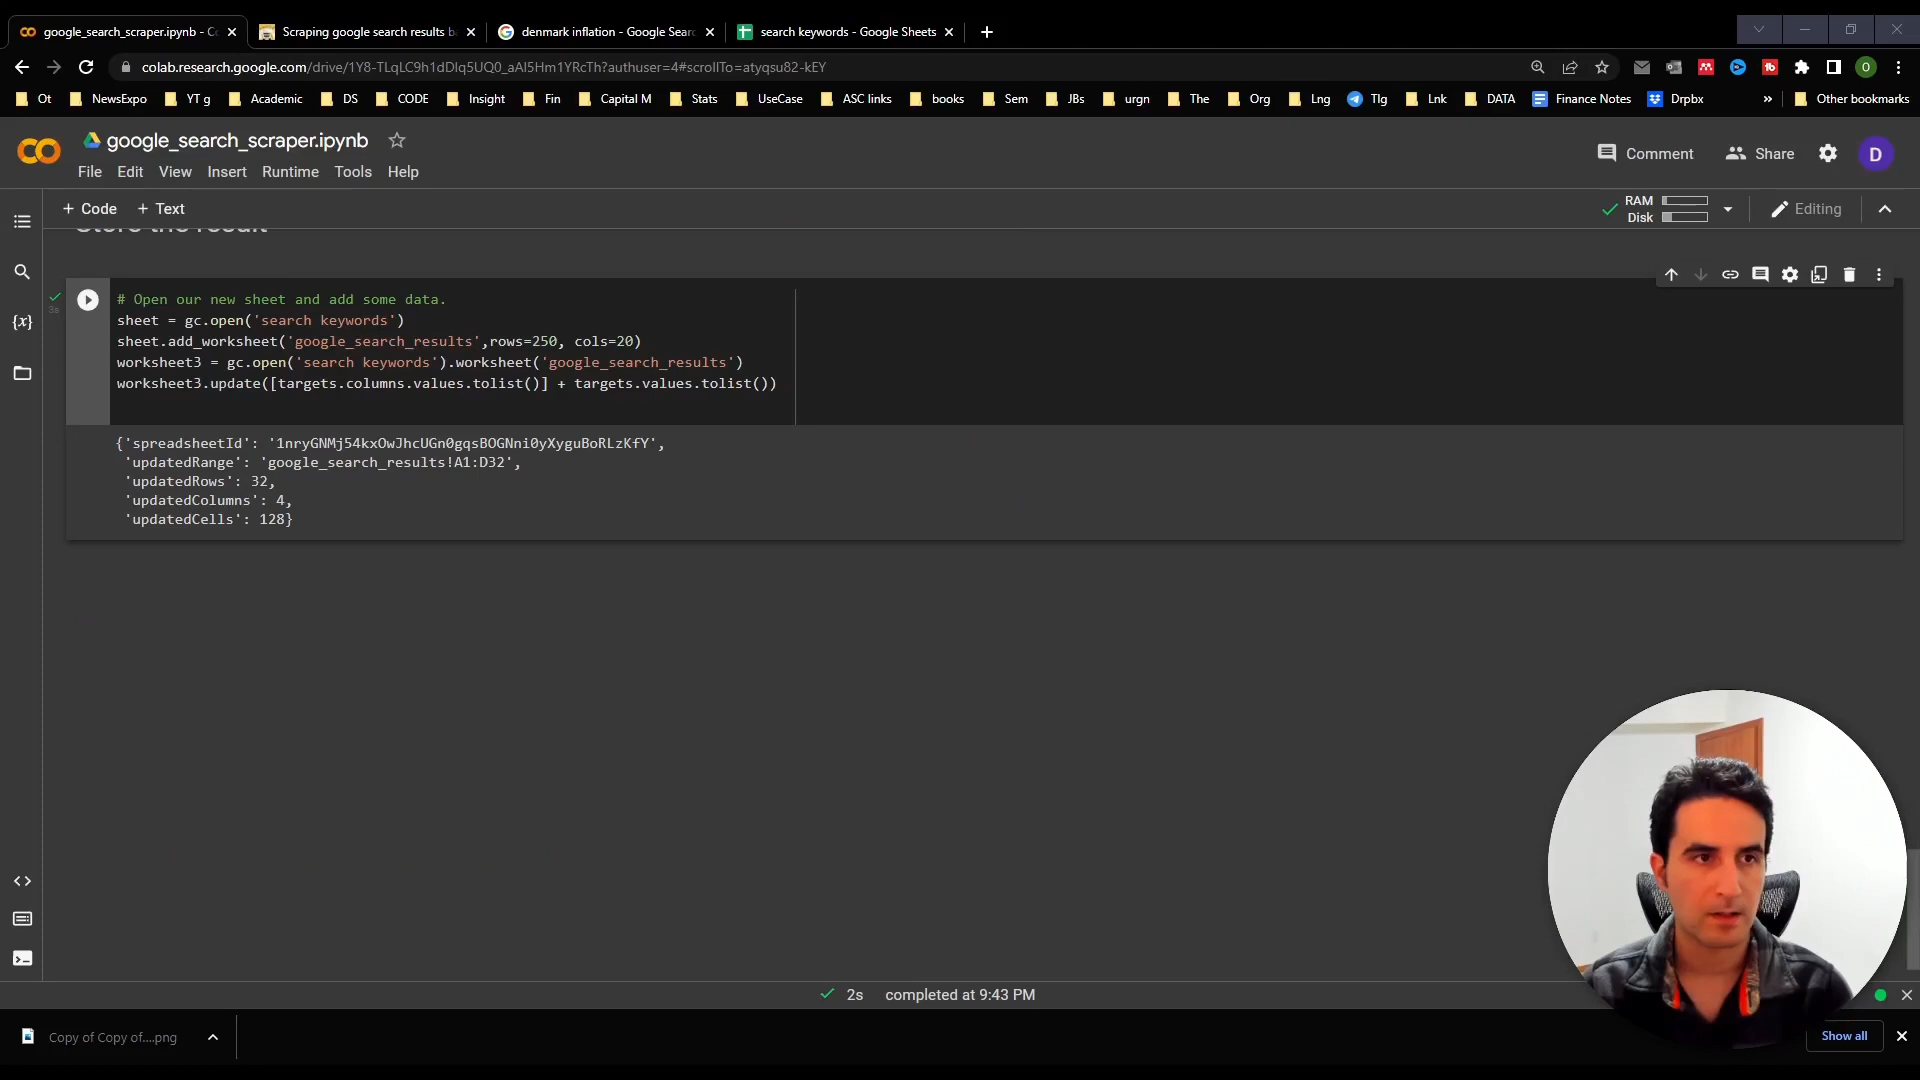 google_search_scraper.ipynb - Co
Scraping google search results b
denmark inflation - Google Searc
search keywords - Google Sheets
colab.research.google.com/drive/1Y8-TLqLC9h1dDIq5UQ0_aAl5Hm1YRcTh?authuser=4#scrollTo=atyqsu82-kEY
Ot NewsExpo YT g Academic DS CODE Insight Fin Capital M Stats UseCase ASC links books Sem JBs urgn The Org Lng Tlg Lnk DATA Finance Notes Drpbx » Other bookmarks
google_search_scraper.ipynb
Comment Share D
File Edit View Insert Runtime Tools Help
+ Code + Text
RAM
Disk
Editing
Store the result
3s
# Open our new sheet and add some data.
sheet = gc.open('search keywords')
sheet.add_worksheet('google_search_results',rows=250, cols=20)
worksheet3 = gc.open('search keywords').worksheet('google_search_results')
worksheet3.update([targets.columns.values.tolist()] + targets.values.tolist())
{'spreadsheetId': '1nryGNMj54kxOwJhcUGn0gqsBOGNni0yXyguBoRLzKfY',
'updatedRange': 'google_search_results!A1:D32',
'updatedRows': 32,
'updatedColumns': 4,
'updatedCells': 128}
2s completed at 9:43 PM
Copy of Copy of....png
Show all